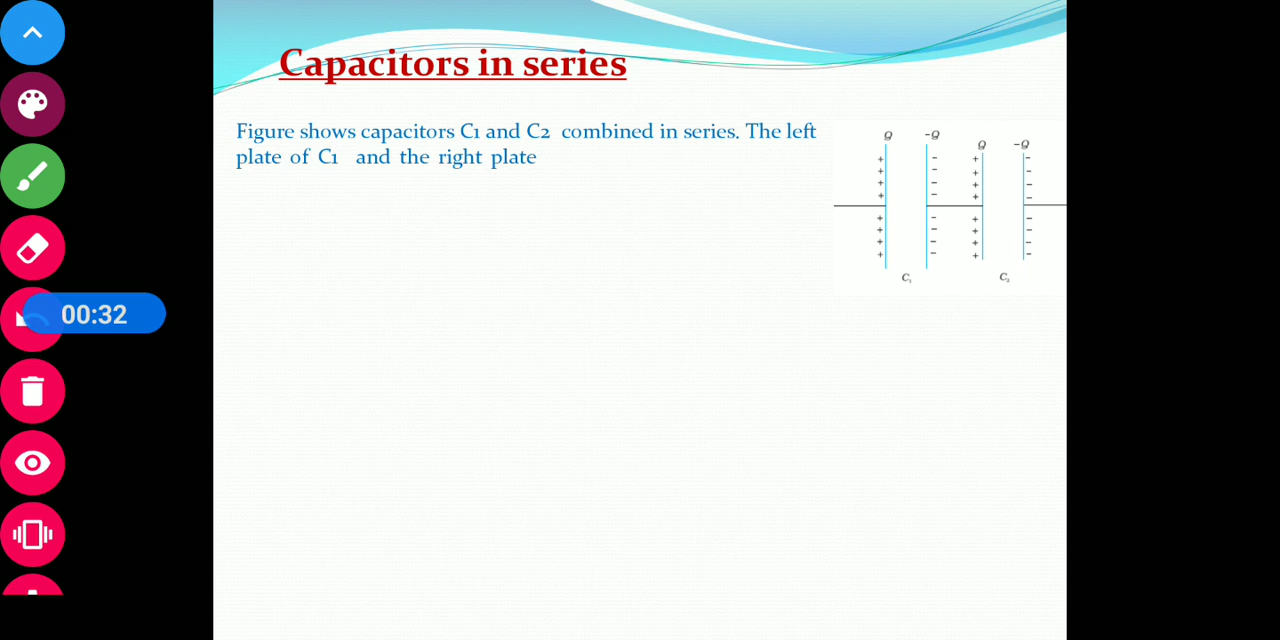 Capacitors in series
Figure shows capacitors C1 and C2 combined in series. The left
plate of C1 and the right plate
Q -Q
Q -Q
+ - + -
+ - + -
+ - + -
+ - + -
+ - + -
+ - + -
+ - + -
+ - + -
C₁ C₂
00:32